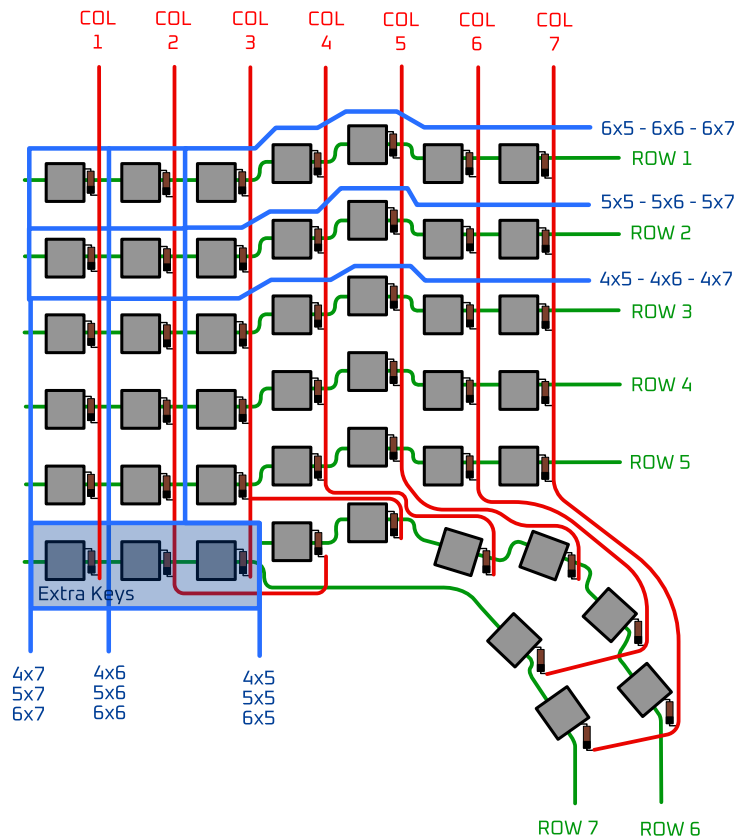 COL COL COL COL COL COL COL
1 2 3 4 5 6 7
6x5 - 6x6 - 6x7
ROW 1
5x5 - 5x6 - 5x7
ROW 2
4x5 - 4x6 - 4x7
ROW 3
ROW 4
ROW 5
Extra Keys
4x7
5x7
6x7
4x6
5x6
6x6
4x5
5x5
6x5
ROW 7
ROW 6